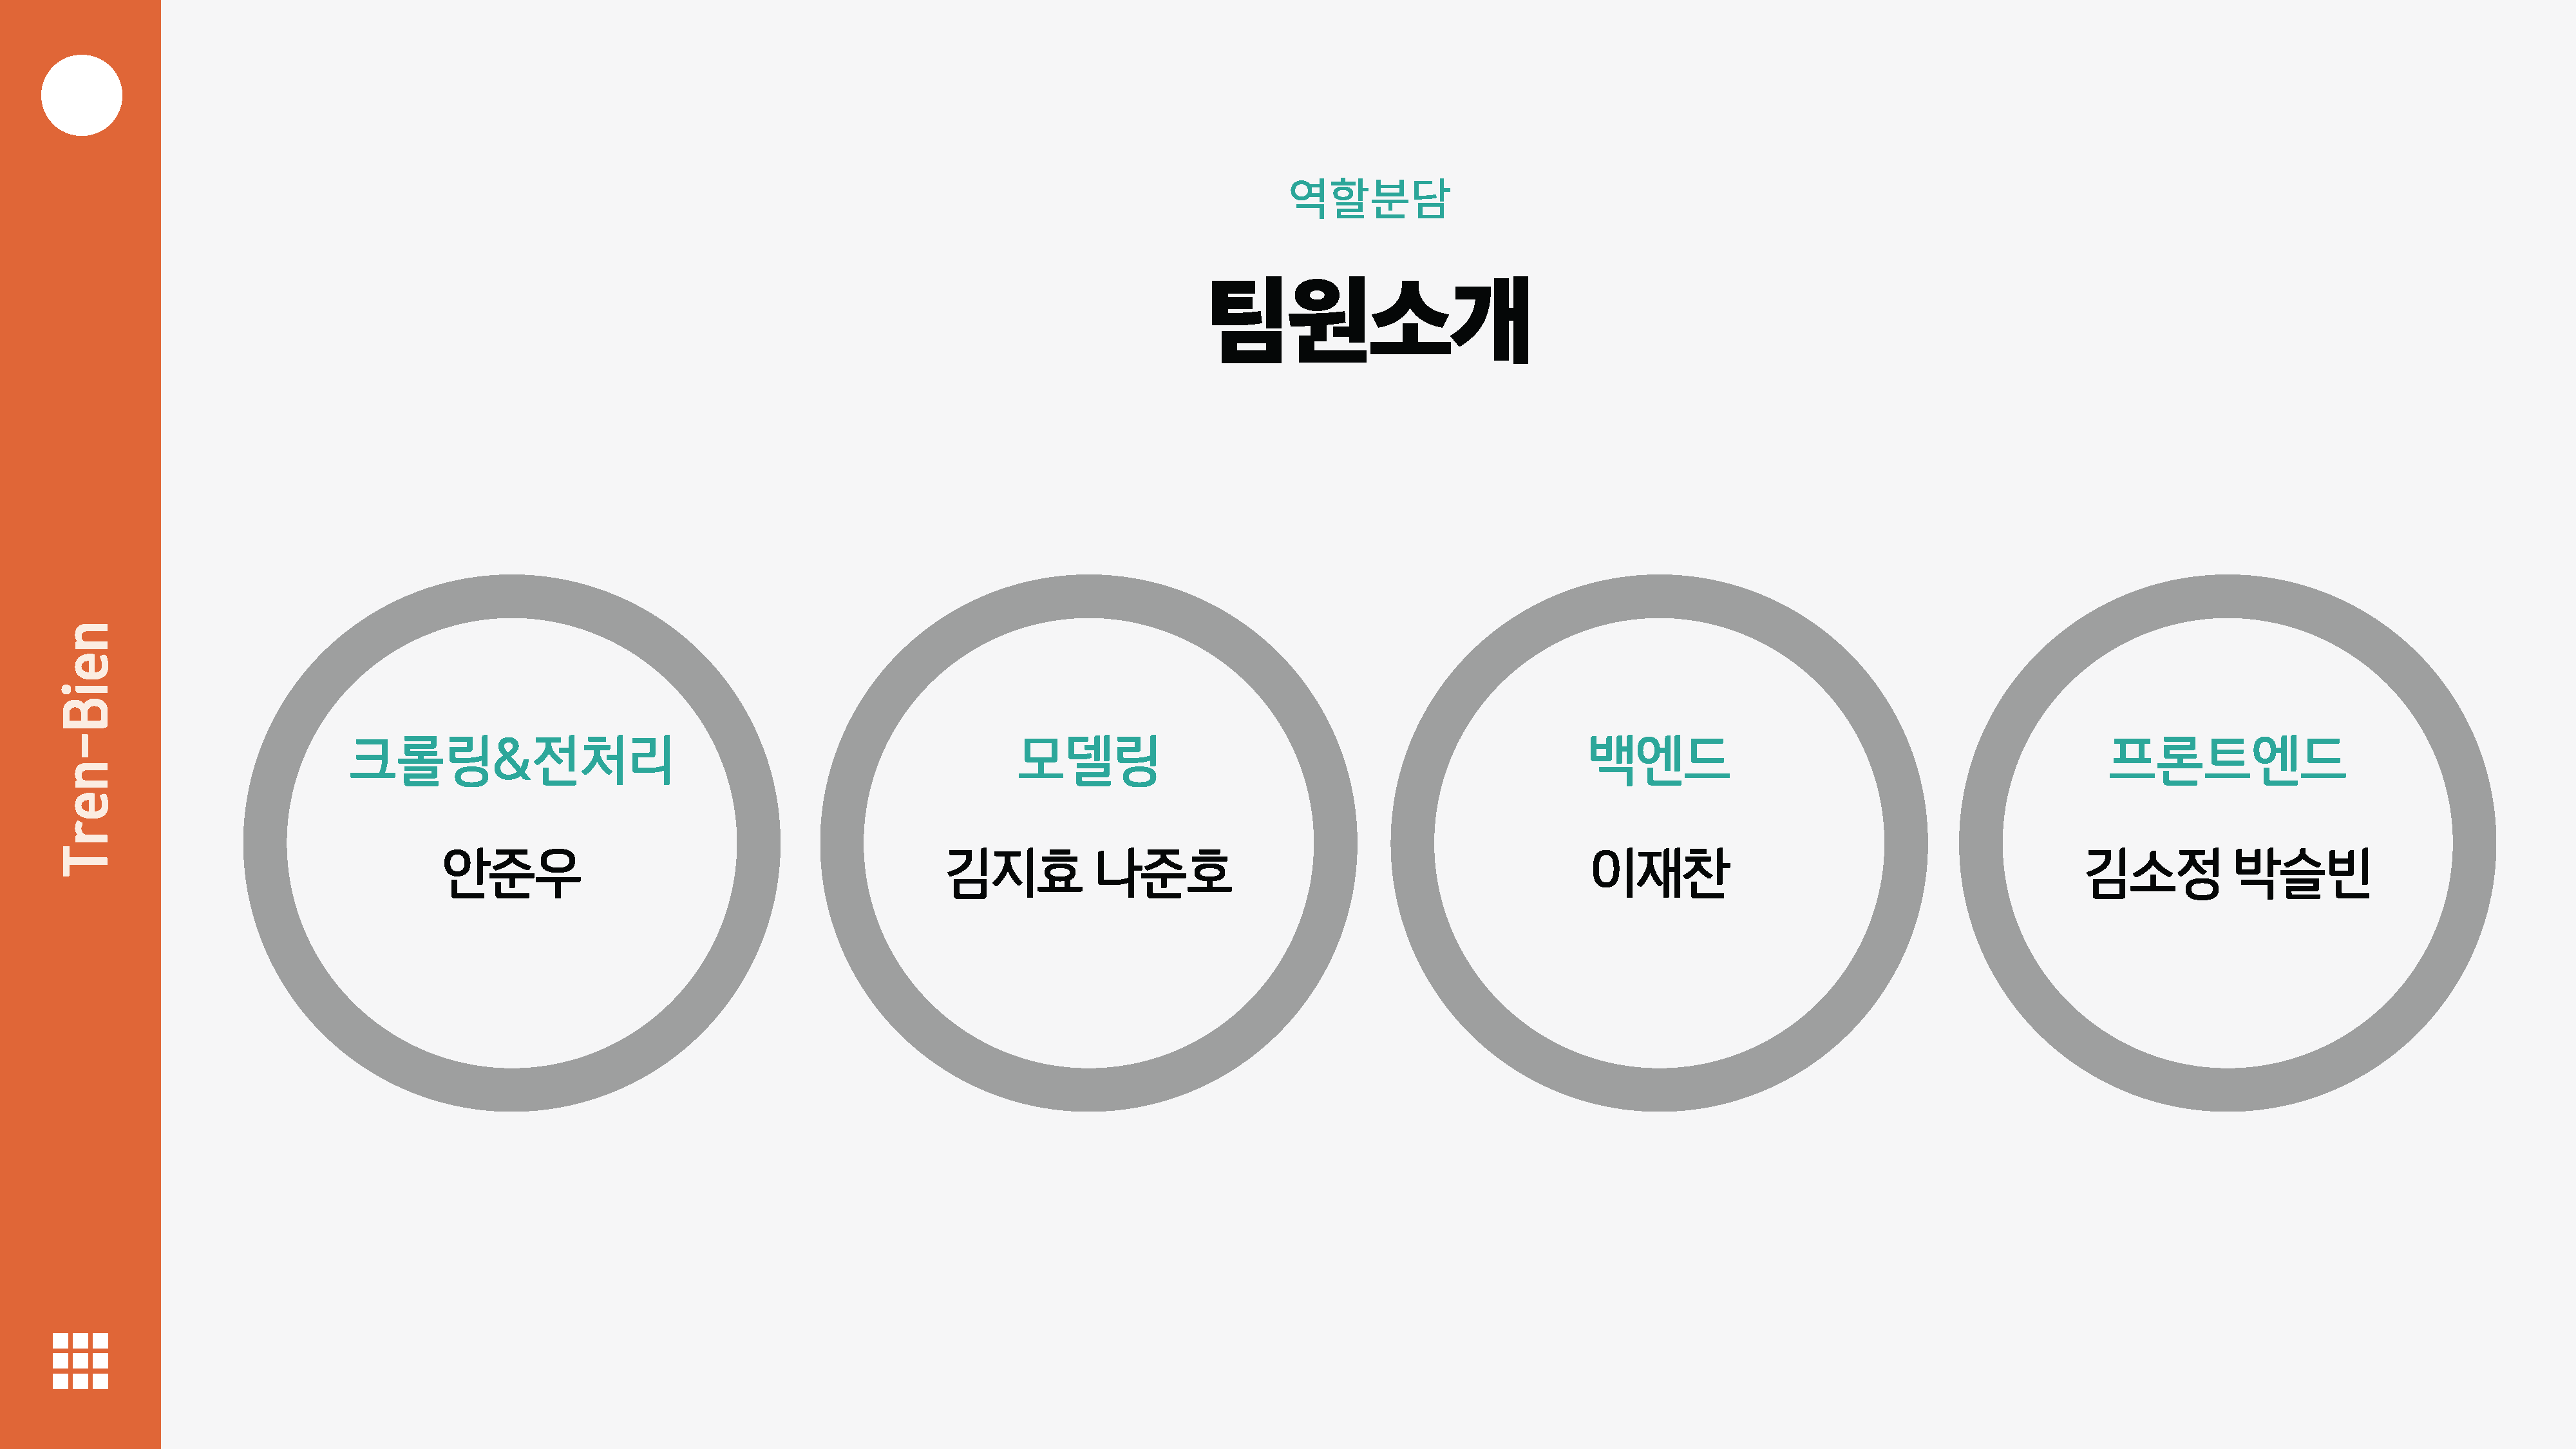 Tren-Bien
역할분담
팀원소개
크롤링&전처리
안준우
모델링
김지효 나준호
백엔드
이재찬
프론트엔드
김소정 박슬빈